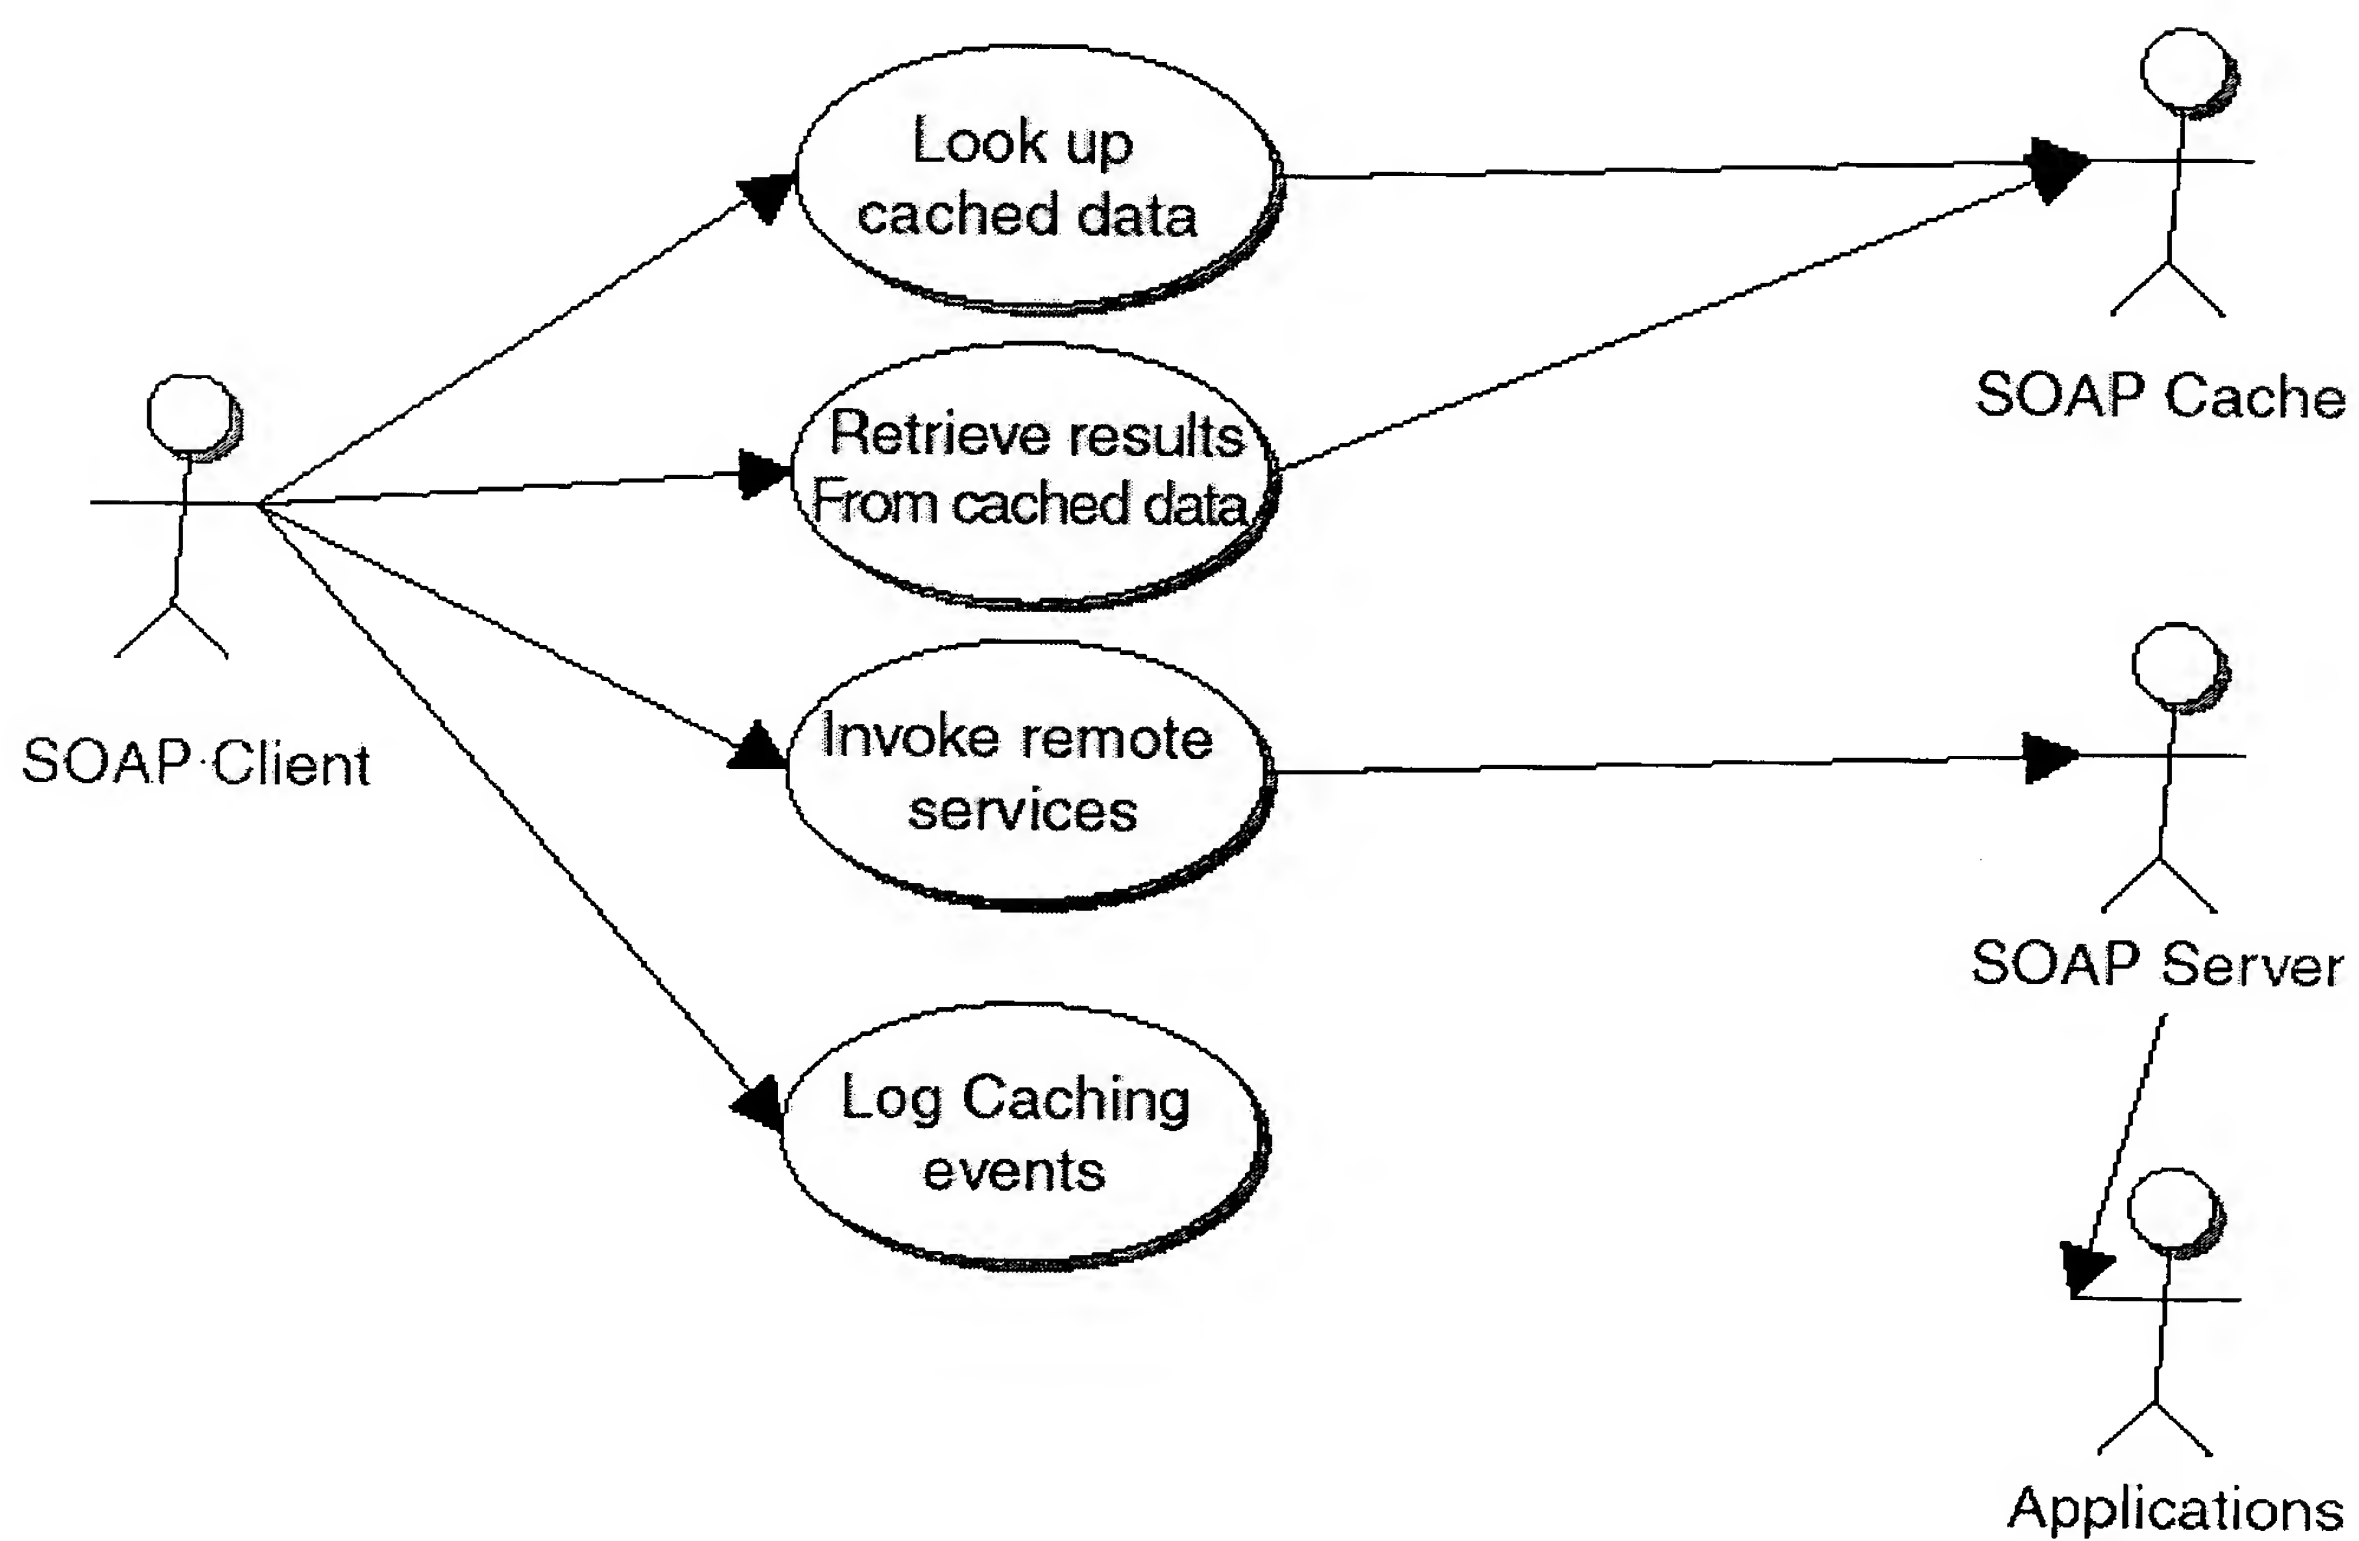 Look up
cached data
SOAP Cache
Retrieve results
From cached data
SOAP Client
Invoke remote
services
SOAP Server
Log Caching
events
Applications